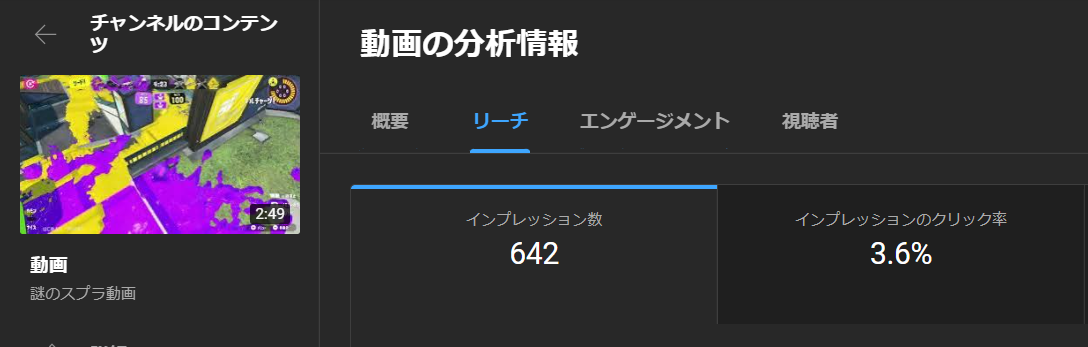 チャンネルのコンテン
ツ
2:49
動画
謎のスプラ動画
動画の分析情報
概要
リーチ
エンゲージメント
視聴者
インプレッション数
642
インプレッションのクリック率
3.6%